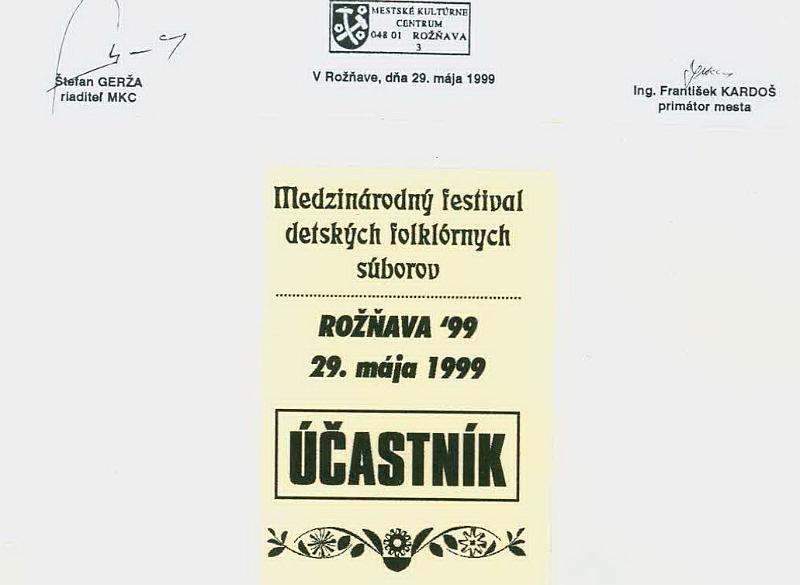 MESTSKÉ KULTÚRNE
CENTRUM
048 01 ROŽŇAVA
3
Štefan GERŽA
riaditeľ MKC
V Rožňave, dňa 29. mája 1999
Ing. František KARDOŠ
primátor mesta
Medzinárodný festival
detských folklórnych
súborov
ROŽŇAVA '99
29. mája 1999
ÚČASTNÍK